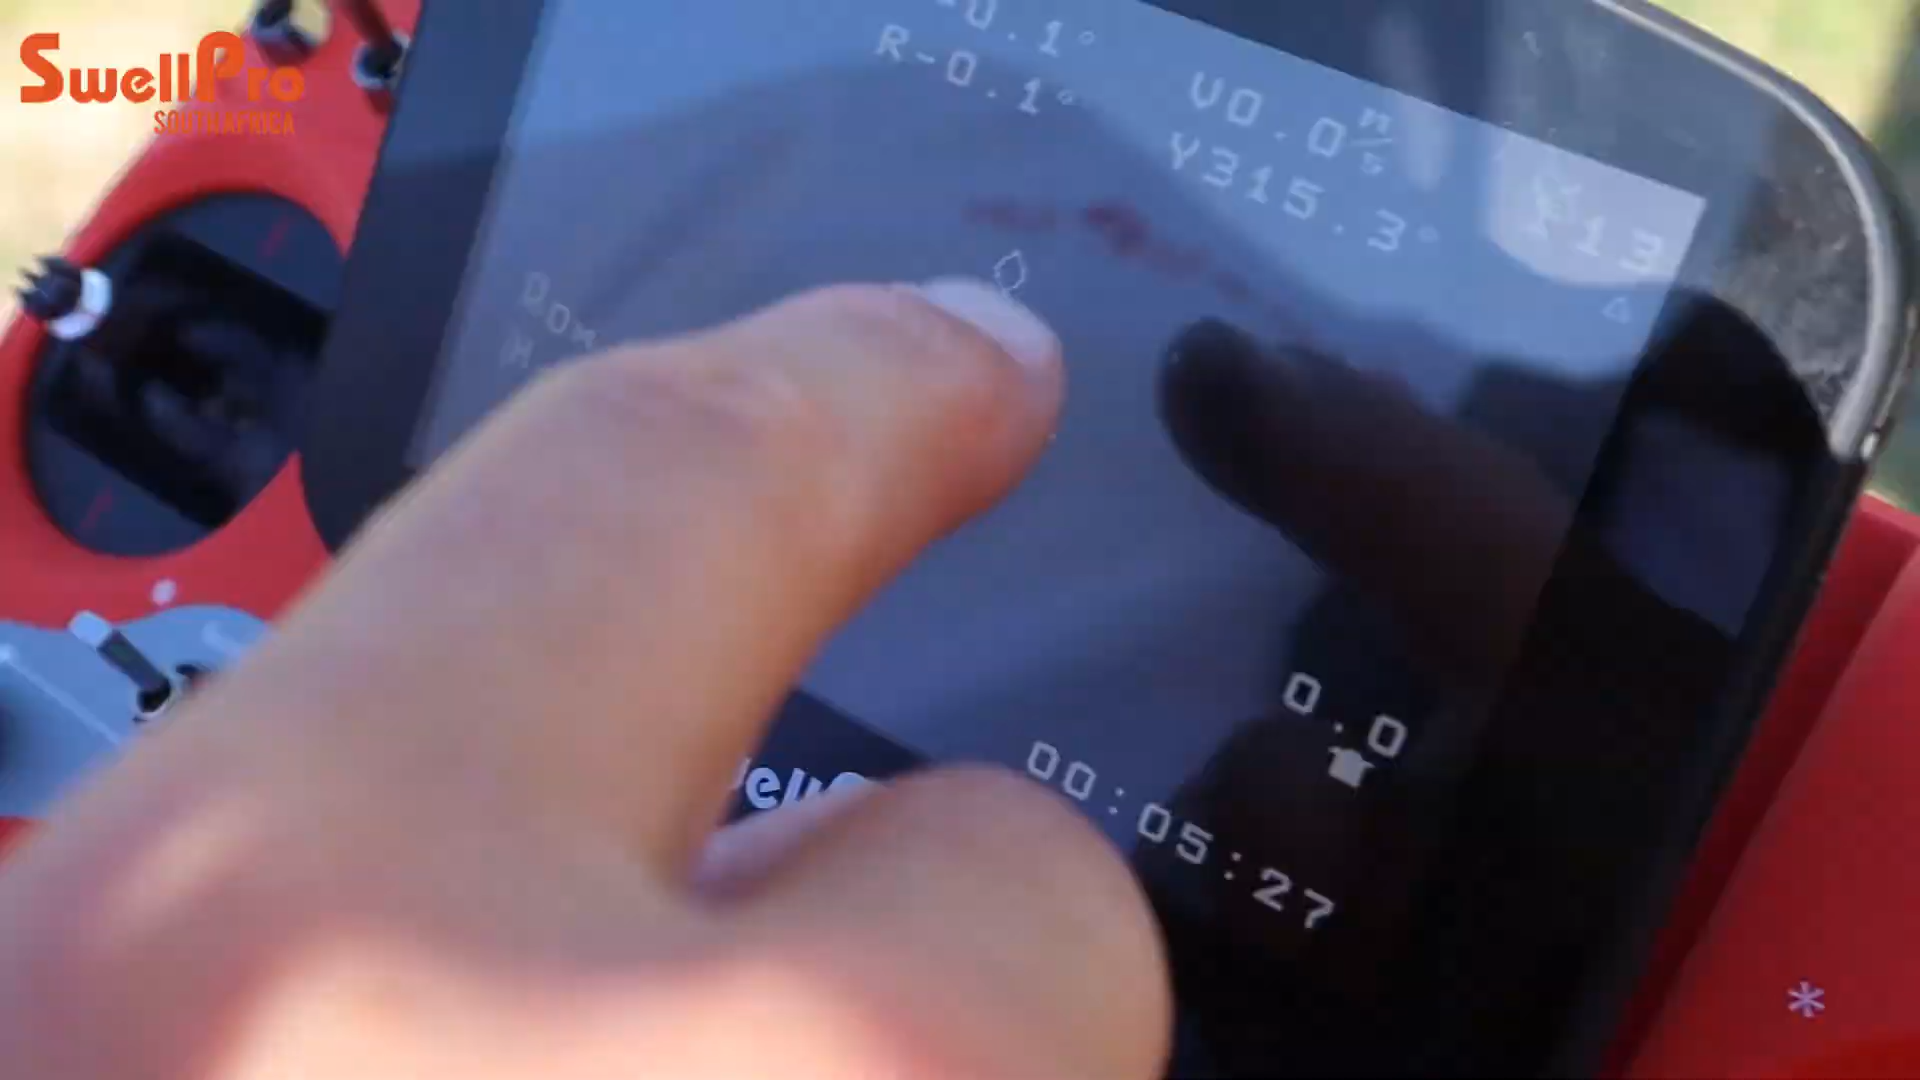 SwellPro
SOUTH AFRICA
-0.1°
R-0.1°
V0.0 m/s
Y315.3°
13
0.0
00:05:27